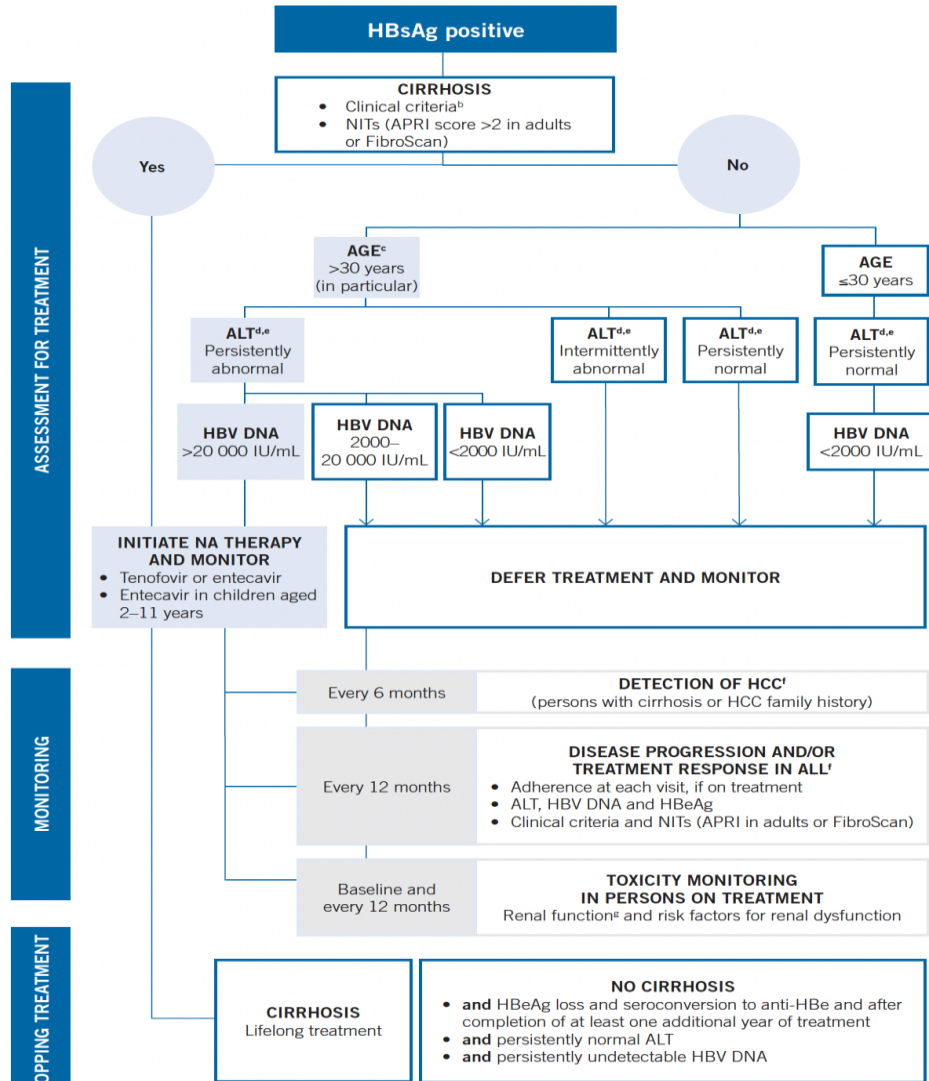 HBsAg positive
CIRRHOSIS
• Clinical criteriaᵇ
• NITs (APRI score >2 in adults
or FibroScan)
Yes
No
ASSESSMENT FOR TREATMENT
AGEᶜ
>30 years
(in particular)
AGE
≤30 years
ALTᵈ,ᵉ
Persistently
abnormal
ALTᵈ,ᵉ
Intermittently
abnormal
ALTᵈ,ᵉ
Persistently
normal
ALTᵈ,ᵉ
Persistently
normal
HBV DNA
>20 000 IU/mL
HBV DNA
2000–
20 000 IU/mL
HBV DNA
<2000 IU/mL
HBV DNA
<2000 IU/mL
INITIATE NA THERAPY
AND MONITOR
• Tenofovir or entecavir
• Entecavir in children aged
2–11 years
DEFER TREATMENT AND MONITOR
MONITORING
Every 6 months
DETECTION OF HCCᶠ
(persons with cirrhosis or HCC family history)
Every 12 months
DISEASE PROGRESSION AND/OR
TREATMENT RESPONSE IN ALLᶠ
• Adherence at each visit, if on treatment
• ALT, HBV DNA and HBeAg
• Clinical criteria and NITs (APRI in adults or FibroScan)
Baseline and
every 12 months
TOXICITY MONITORING
IN PERSONS ON TREATMENT
Renal functionᵍ and risk factors for renal dysfunction
OPPING TREATMENT
CIRRHOSIS
Lifelong treatment
NO CIRRHOSIS
• and HBeAg loss and seroconversion to anti-HBe and after
completion of at least one additional year of treatment
• and persistently normal ALT
• and persistently undetectable HBV DNA